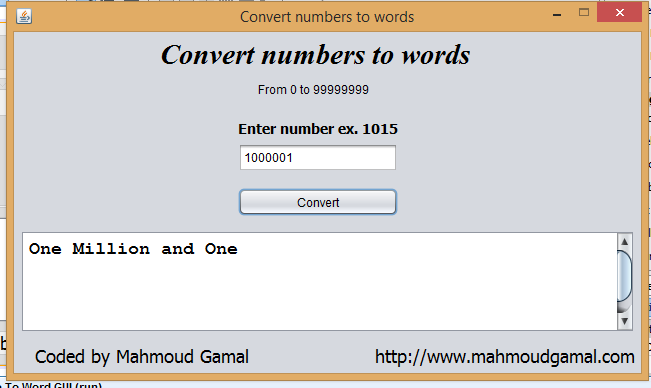 Convert numbers to words
Convert numbers to words
From 0 to 99999999
Enter number ex. 1015
1000001
Convert
One Million and One
Coded by Mahmoud Gamal
http://www.mahmoudgamal.com
To Word GUI (run)